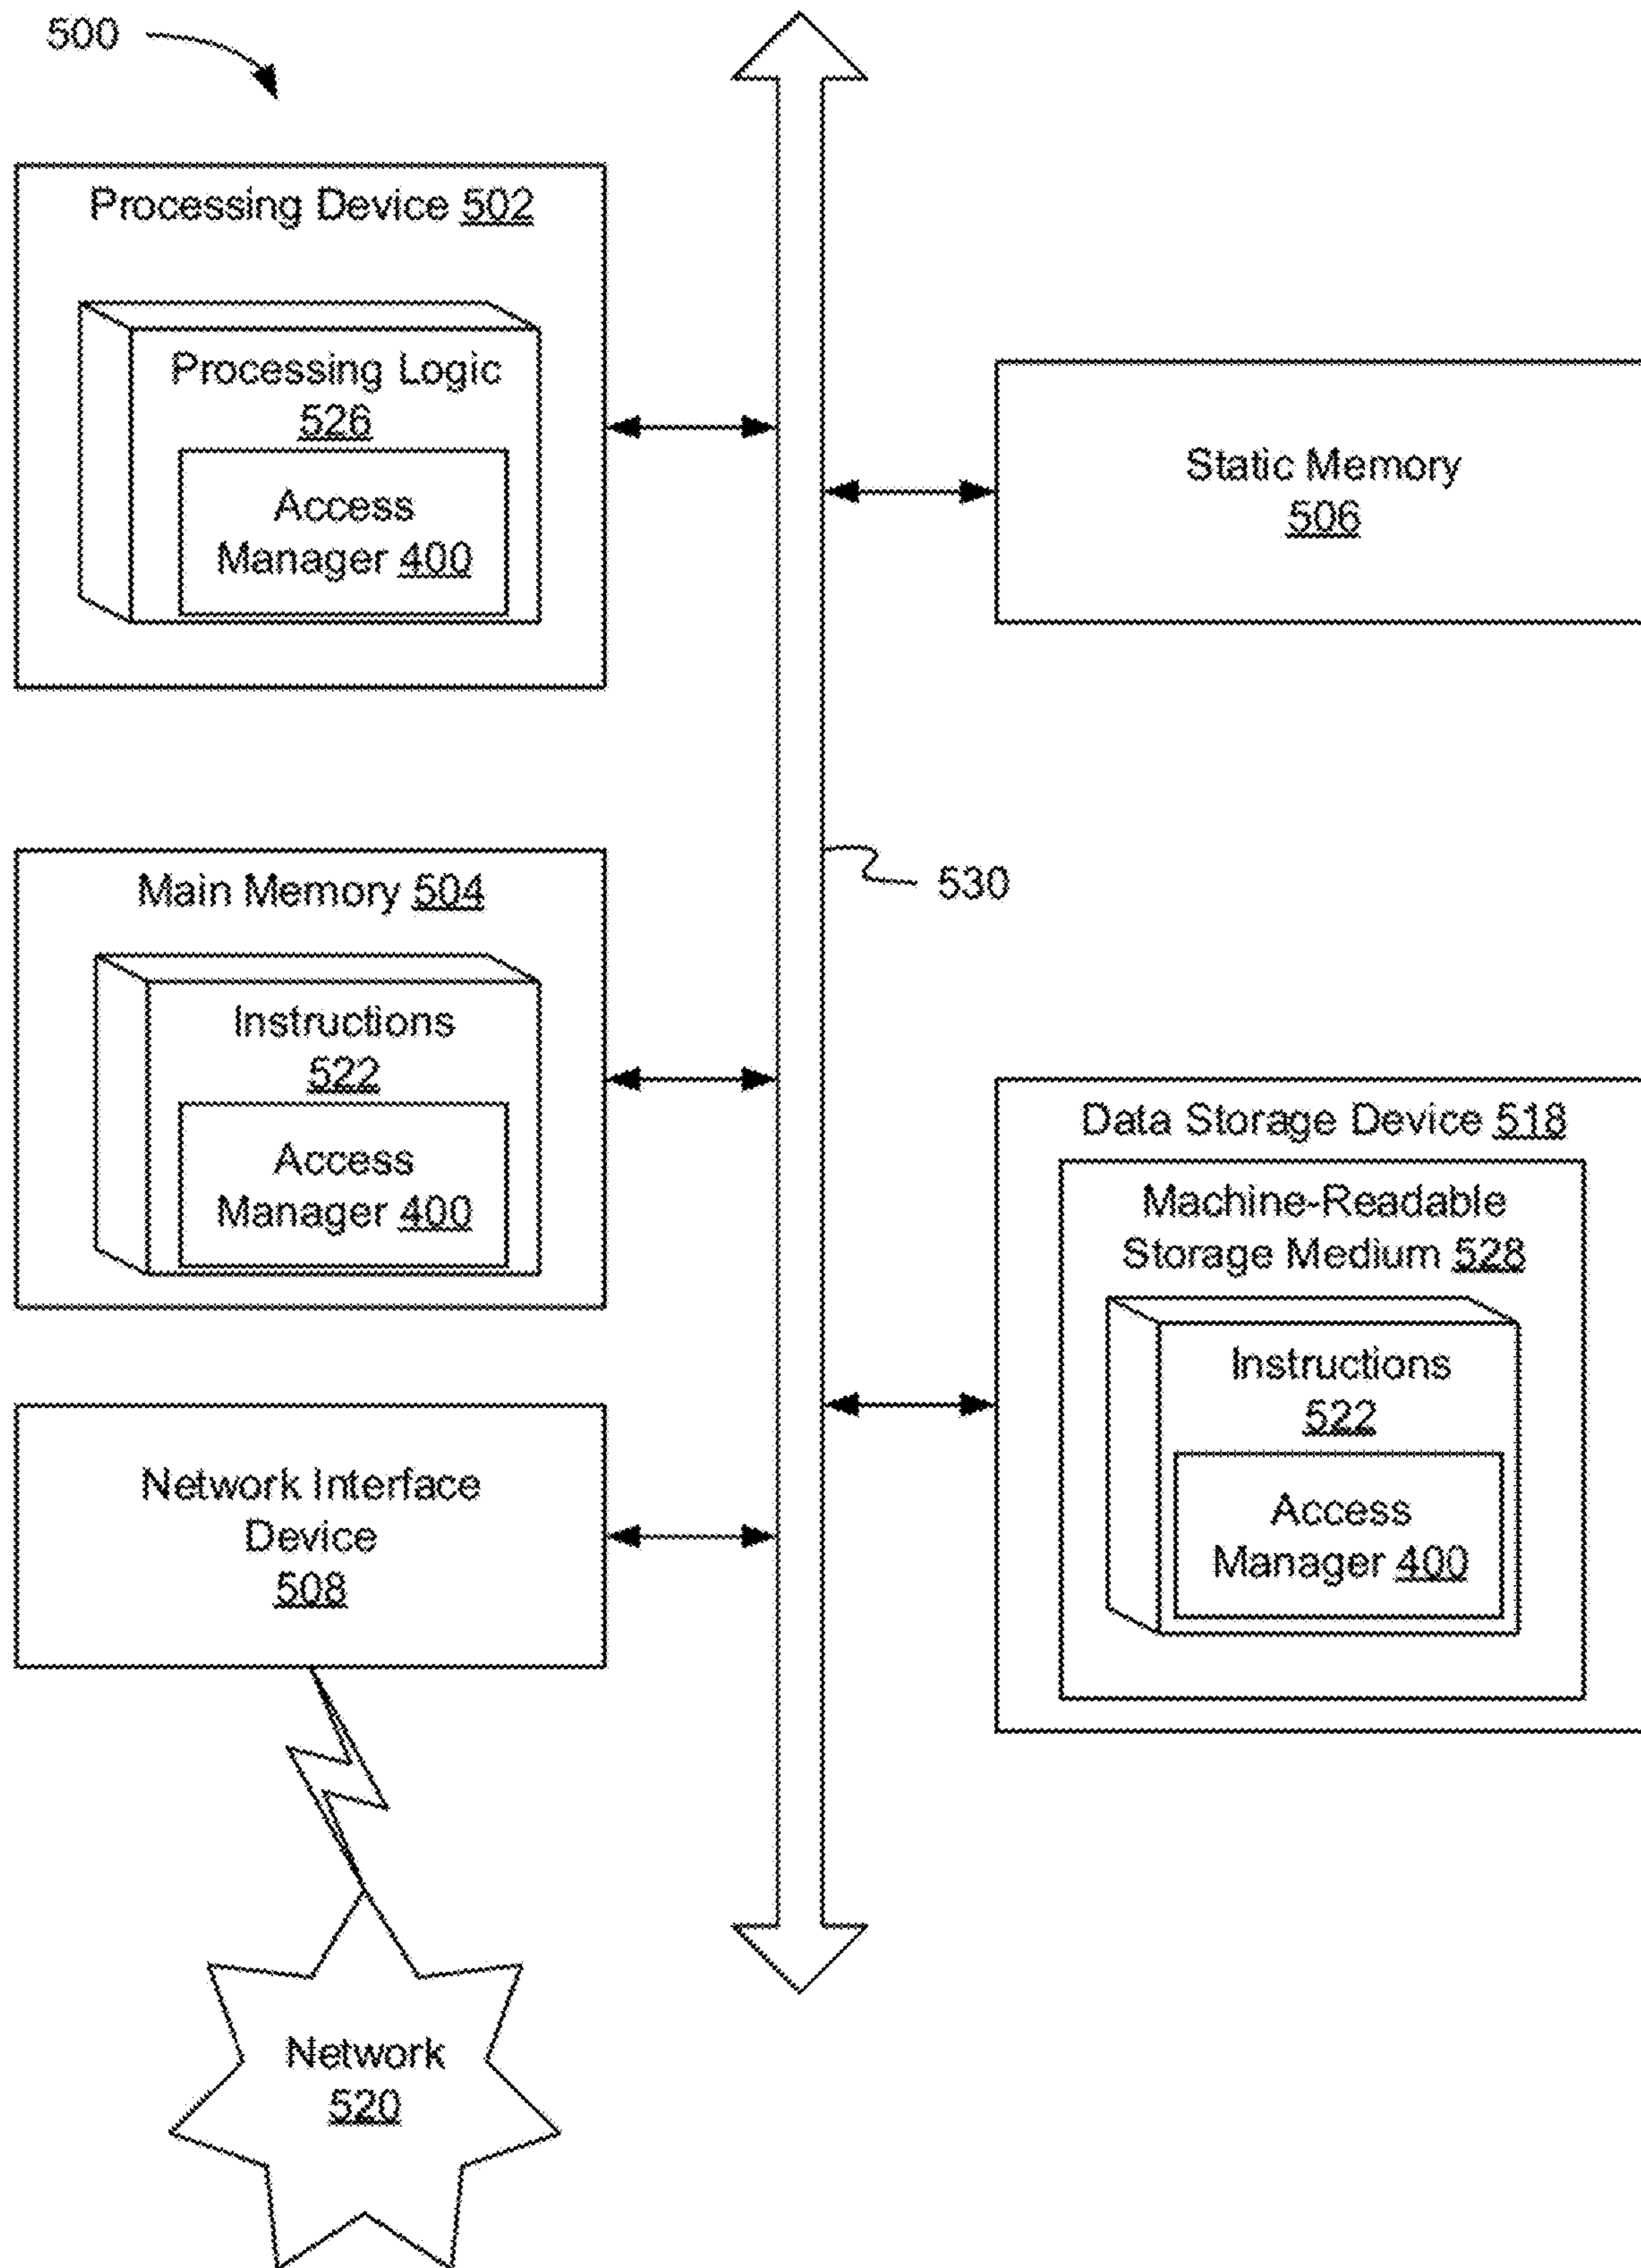 500
Processing Device 502
Processing Logic
526
Access
Manager 400
Static Memory
506
530
Main Memory 504
Instructions
522
Access
Manager 400
Data Storage Device 518
Machine-Readable
Storage Medium 528
Instructions
522
Access
Manager 400
Network Interface
Device
508
Network
520